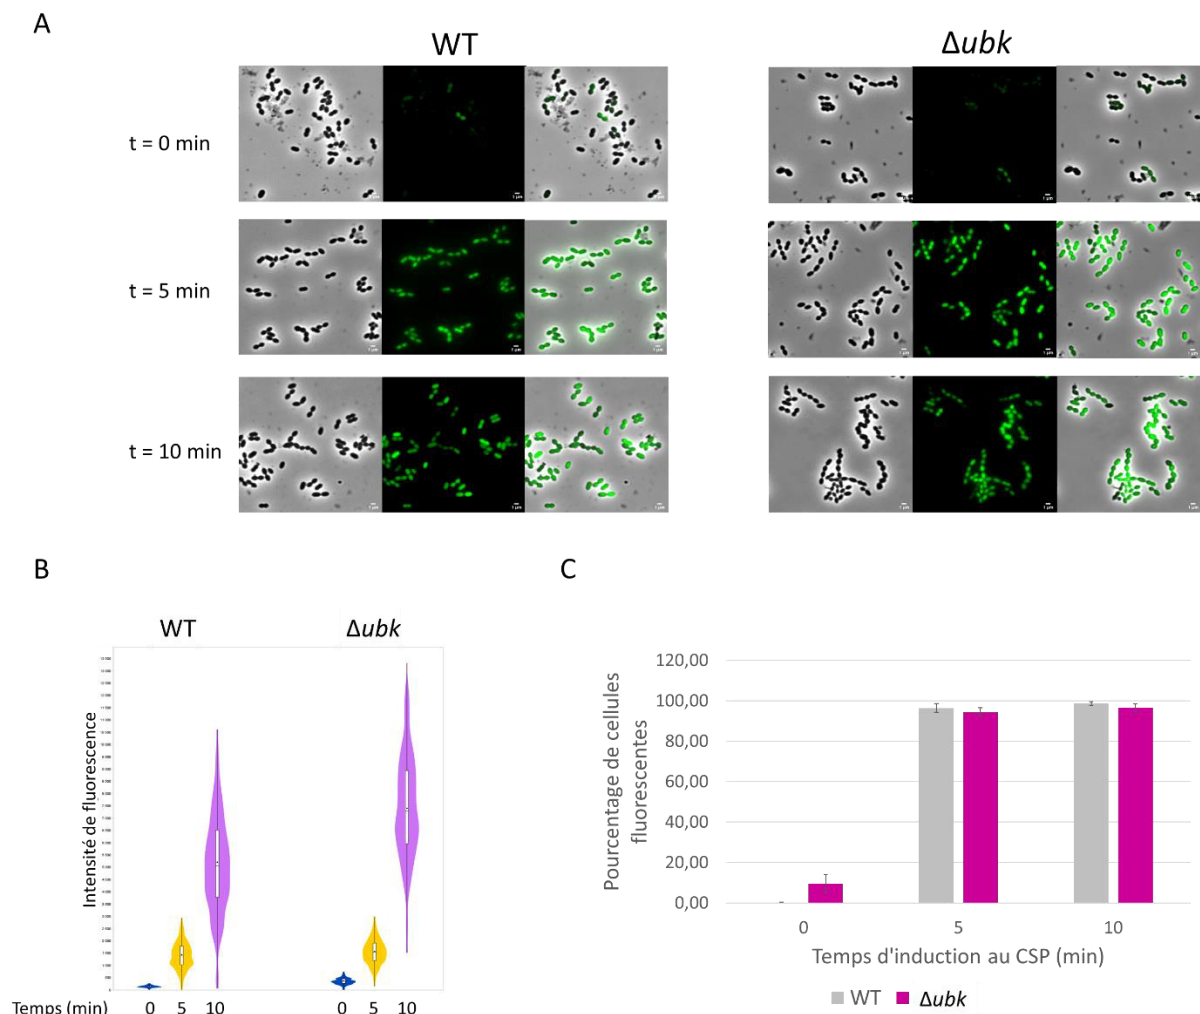 A
WT
Δubk
t = 0 min
t = 5 min
t = 10 min
B
C
WT
Δubk
Intensité de fluorescence
Temps (min)
0 5 10
0 5 10
Pourcentage de cellules
fluorescentes
120,00
100,00
80,00
60,00
40,00
20,00
0,00
0 5 10
Temps d'induction au CSP (min)
WT Δubk